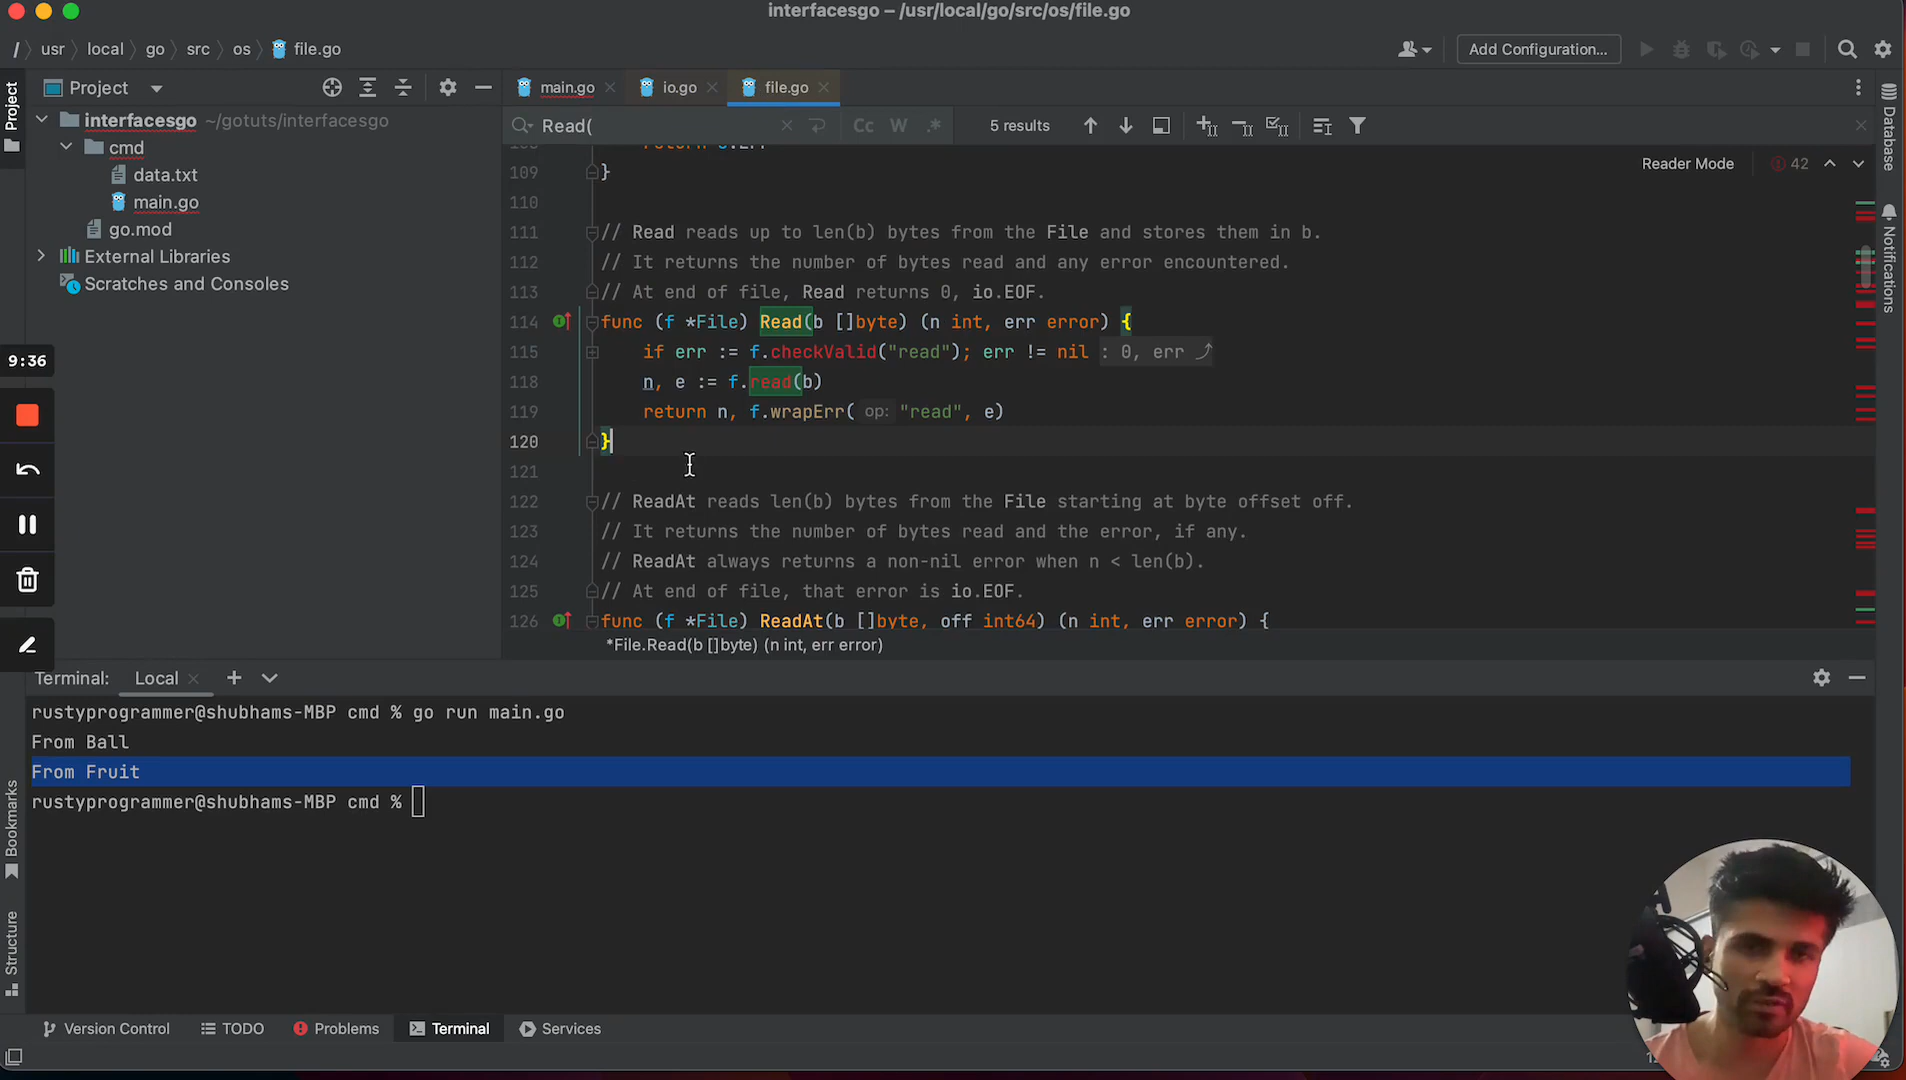 interfacesgo – /usr/local/go/src/os/file.go
/ usr local go src os file.go
Add Configuration...
Project
main.go io.go file.go
Read(
Cc W .*
5 results
interfacesgo ~/gotuts/interfacesgo
cmd
data.txt
main.go
go.mod
External Libraries
Scratches and Consoles
Project
Database
Notifications
Reader Mode
42
109 }
110
111 // Read reads up to len(b) bytes from the File and stores them in b.
112 // It returns the number of bytes read and any error encountered.
113 // At end of file, Read returns 0, io.EOF.
114 func (f *File) Read(b []byte) (n int, err error) {
115 if err := f.checkValid("read"); err != nil : 0, err
118 n, e := f.read(b)
119 return n, f.wrapErr( op: "read", e)
120 }
121
122 // ReadAt reads len(b) bytes from the File starting at byte offset off.
123 // It returns the number of bytes read and the error, if any.
124 // ReadAt always returns a non-nil error when n < len(b).
125 // At end of file, that error is io.EOF.
126 func (f *File) ReadAt(b []byte, off int64) (n int, err error) {
*File.Read(b []byte) (n int, err error)
9:36
Terminal: Local
rustyprogrammer@shubhams-MBP cmd % go run main.go
From Ball
From Fruit
rustyprogrammer@shubhams-MBP cmd %
Bookmarks
Structure
Version Control TODO Problems Terminal Services